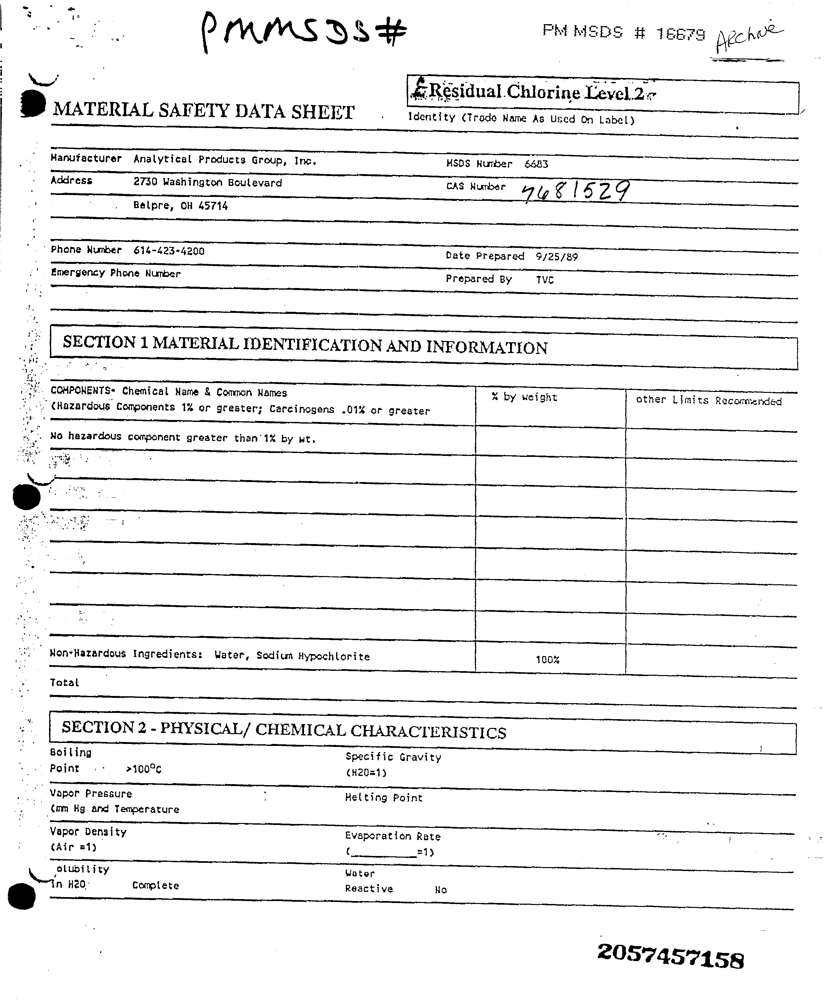 PMMSDS#
PM MSDS # 16679 Archive
Residual Chlorine Level 2
MATERIAL SAFETY DATA SHEET
Identity (Trade Name As Used On Label)
Manufacturer Analytical Products Group, Inc.
MSDS Number 6683
Address 2730 Washington Boulevard
CAS Number 7681529
Belpre, OH 45714
Phone Number 614-423-4200
Date Prepared 9/25/89
Emergency Phone Number
Prepared By TVC
SECTION 1 MATERIAL IDENTIFICATION AND INFORMATION
COMPONENTS- Chemical Name & Common Names
(Hazardous Components 1% or greater; Carcinogens .01% or greater
% by weight
other Limits Recommended
No hazardous component greater than 1% by wt.
Non-Hazardous Ingredients: Water, Sodium Hypochlorite
100%
Total
SECTION 2 - PHYSICAL/ CHEMICAL CHARACTERISTICS
Boiling
Point >100°C
Specific Gravity
(H20=1)
Vapor Pressure
(mm Hg and Temperature
Melting Point
Vapor Density
(Air =1)
Evaporation Rate
(_________=1)
olubility
in H20 Complete
Water
Reactive No
2057457158